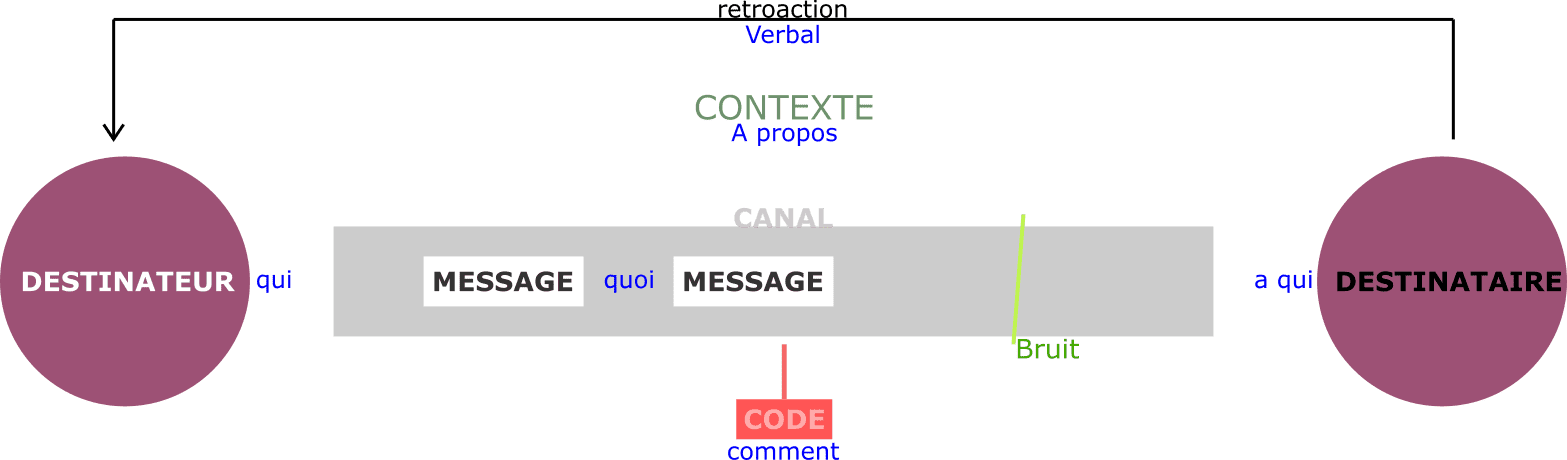 retroaction
Verbal
CONTEXTE
A propos
CANAL
DESTINATEUR qui MESSAGE quoi MESSAGE a qui DESTINATAIRE
Bruit
CODE
comment